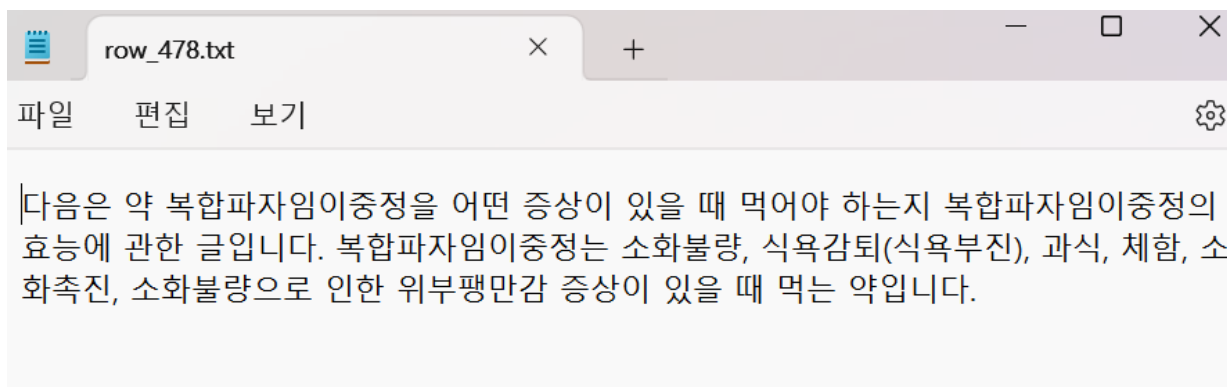 row_478.txt
파일 편집 보기
다음은 약 복합파자임이중정을 어떤 증상이 있을 때 먹어야 하는지 복합파자임이중정의
효능에 관한 글입니다. 복합파자임이중정는 소화불량, 식욕감퇴(식욕부진), 과식, 체함, 소
화촉진, 소화불량으로 인한 위부팽만감 증상이 있을 때 먹는 약입니다.